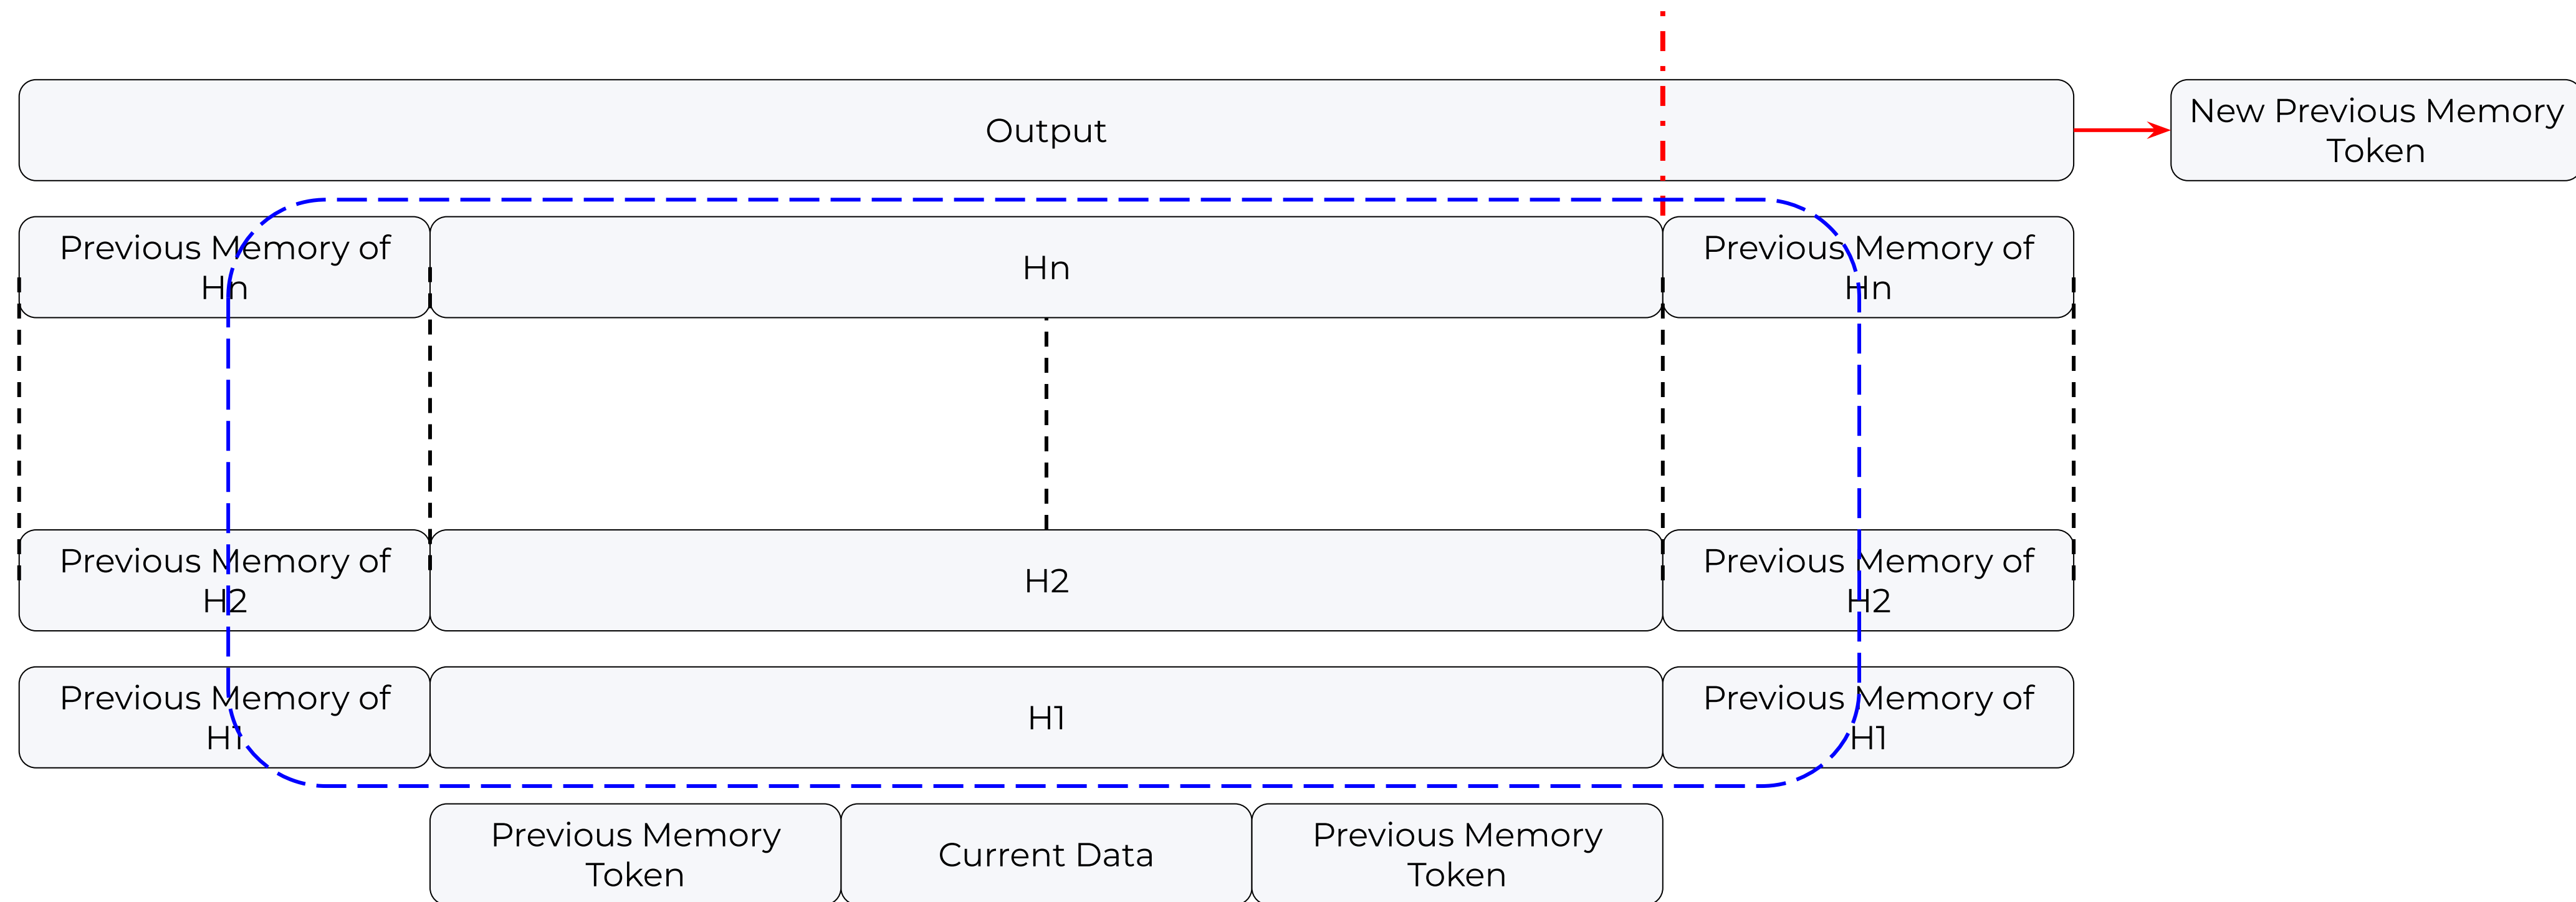 Output
New Previous Memory
Token
Previous Memory of
Hn
Hn
Previous Memory of
Hn
Previous Memory of
H2
H2
Previous Memory of
H2
Previous Memory of
H1
H1
Previous Memory of
H1
Previous Memory
Token
Current Data
Previous Memory
Token